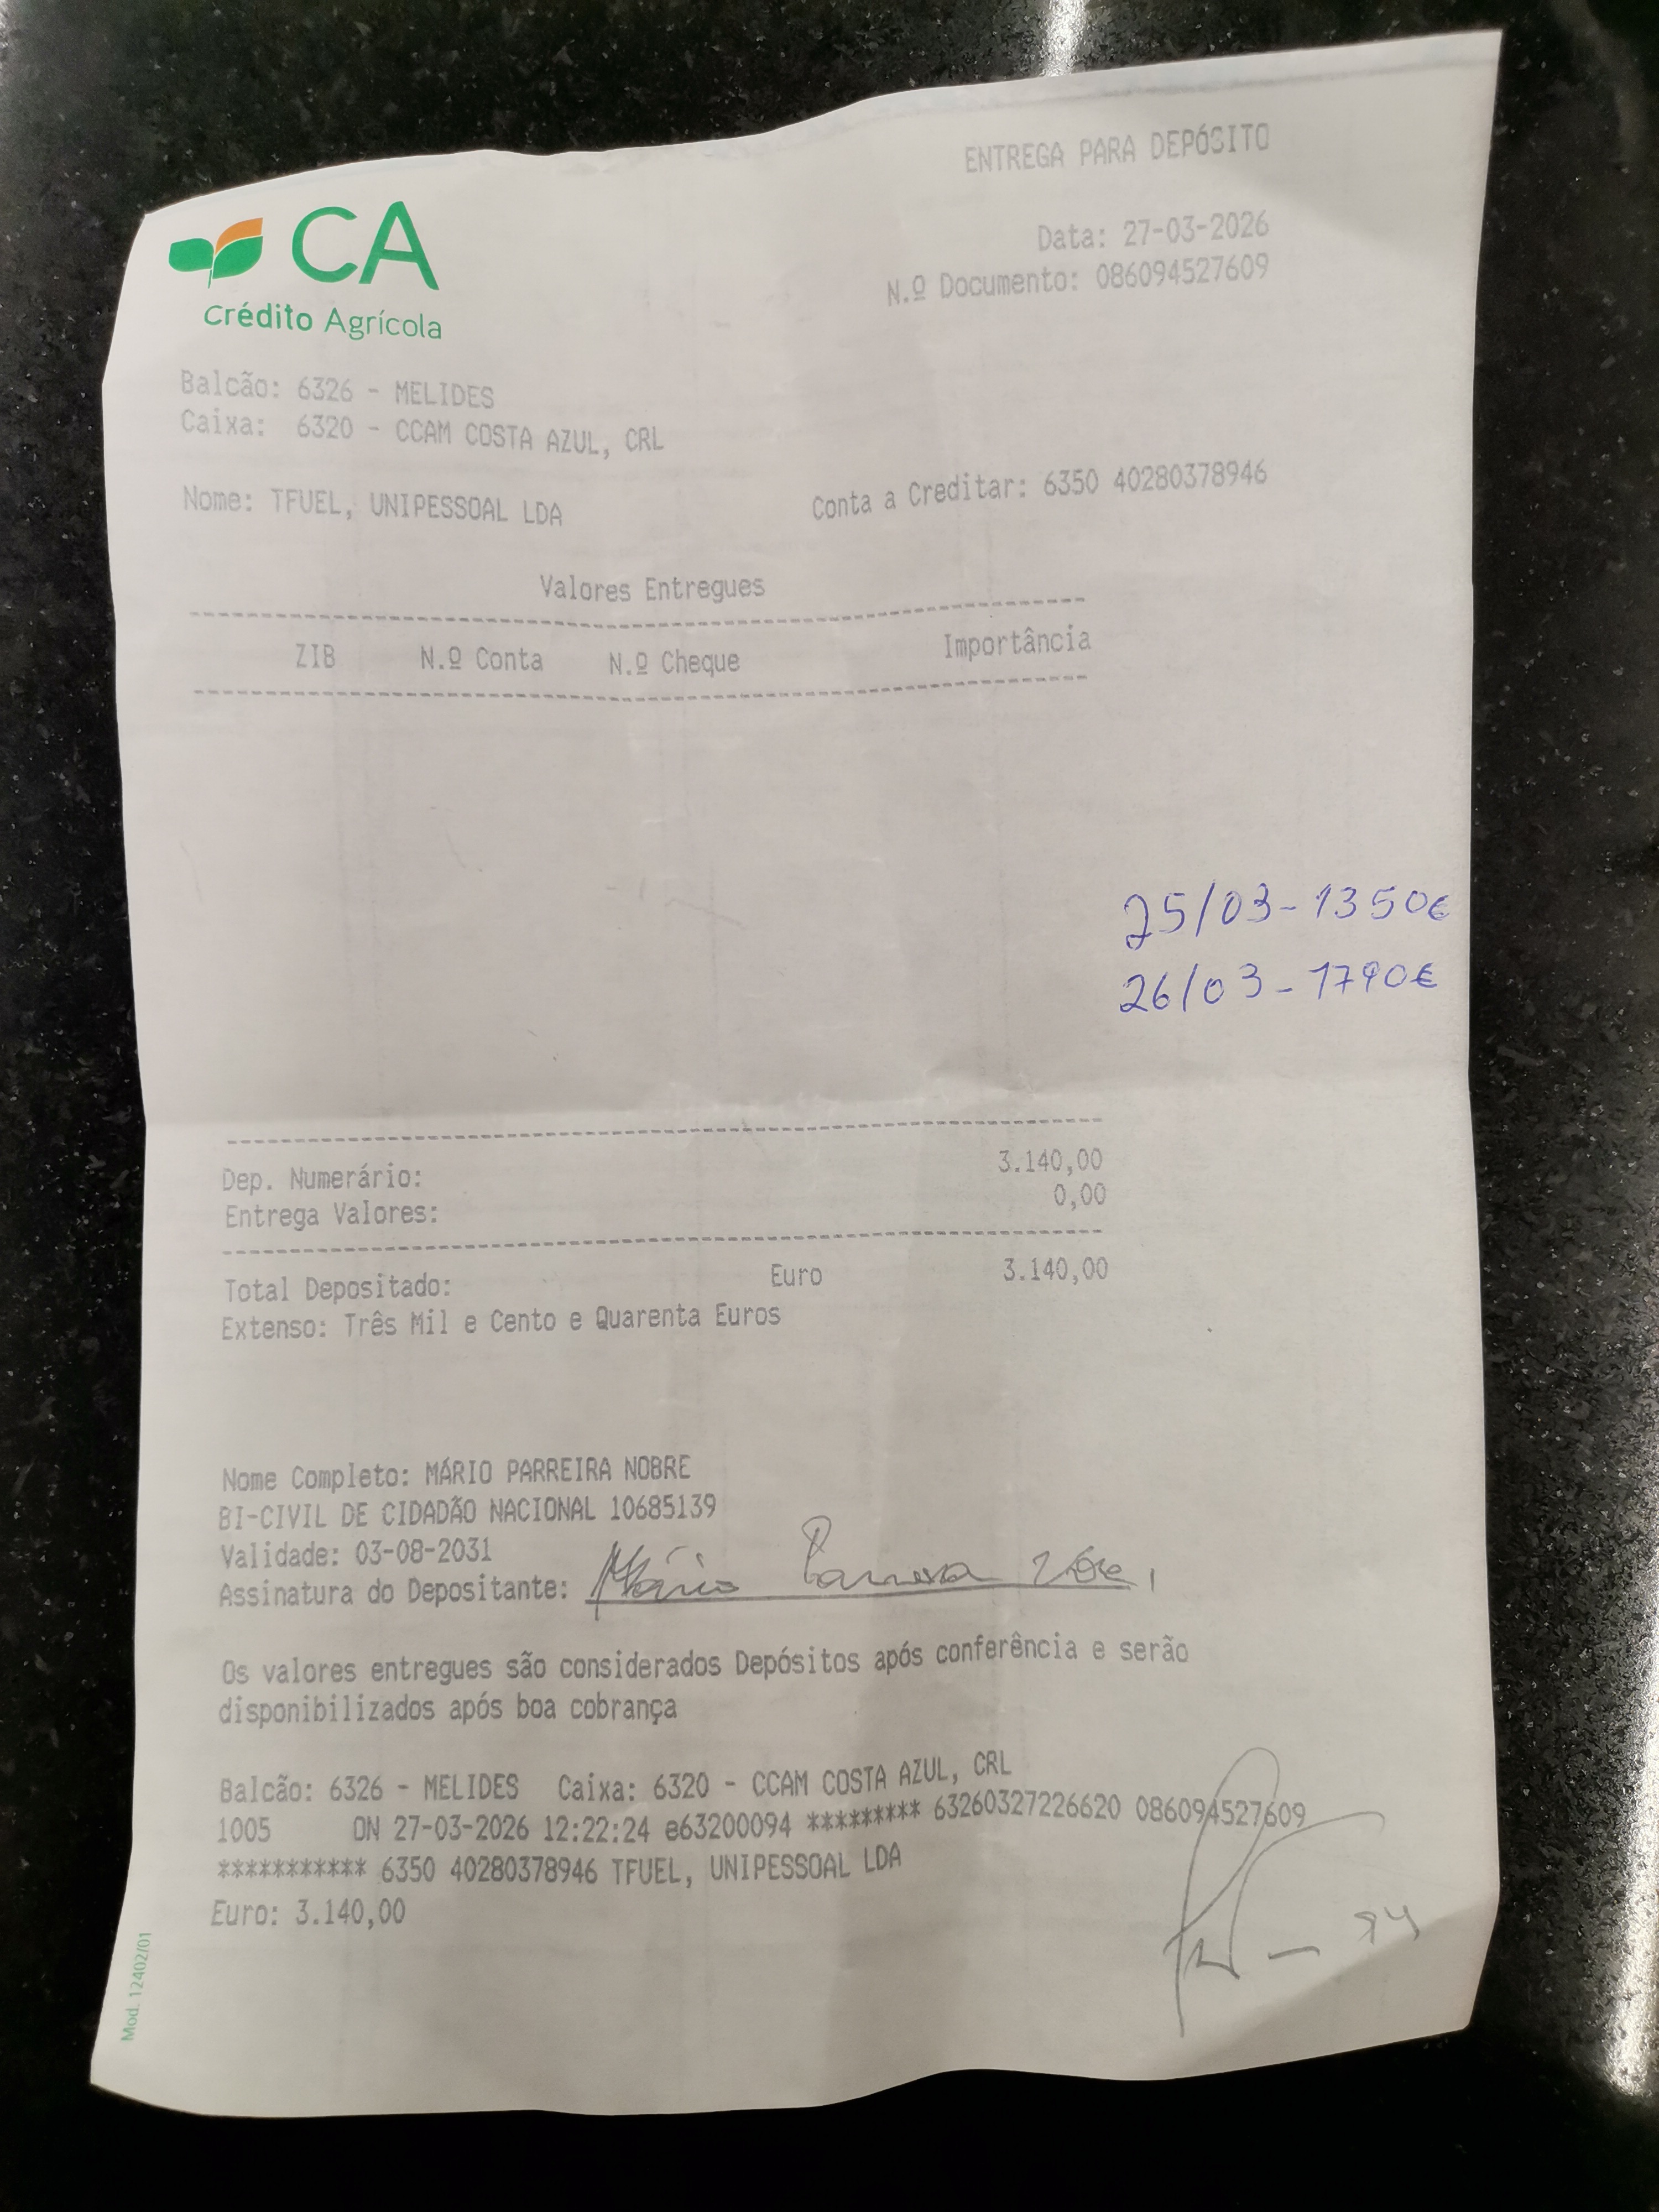 ENTREGA PARA DEPÓSITO
CA
Crédito Agrícola
Data: 27-03-2026
N.º Documento: 086094527609
Balcão: 6326 - MELIDES
Caixa: 6320 - CCAM COSTA AZUL, CRL
Nome: TFUEL, UNIPESSOAL LDA Conta a Creditar: 6350 40280378946
Valores Entregues
ZIB N.º Conta N.º Cheque Importância
25/03-1350€
26/03-1790€
Dep. Numerário: 3.140,00
Entrega Valores: 0,00
Total Depositado: Euro 3.140,00
Extenso: Três Mil e Cento e Quarenta Euros
Nome Completo: MÁRIO PARREIRA NOBRE
BI-CIVIL DE CIDADÃO NACIONAL 10685139
Validade: 03-08-2031
Assinatura do Depositante: Mário Parreira
Os valores entregues são considerados Depósitos após conferência e serão
disponibilizados após boa cobrança
Balcão: 6326 - MELIDES Caixa: 6320 - CCAM COSTA AZUL, CRL
1005 ON 27-03-2026 12:22:24 e63200094 ********* 63260327226620 086094527609
*********** 6350 40280378946 TFUEL, UNIPESSOAL LDA
Euro: 3.140,00
Mod. 12402/01